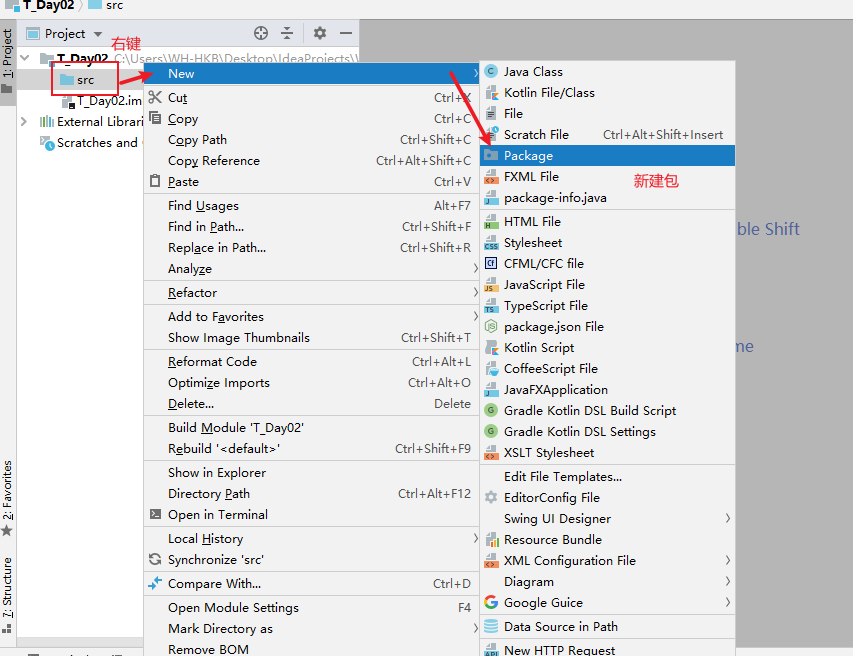 T_Day02 src
1: Project
Project
右键
T_Day02 C:\Users\WH-HKB\Desktop\IdeaProjects\
src
T_Day02.im
External Librari
Scratches and
New
Cut Ctrl+X
Copy Ctrl+C
Copy Path Ctrl+Shift+C
Copy Reference Ctrl+Alt+Shift+C
Paste Ctrl+V
Find Usages Alt+F7
Find in Path... Ctrl+Shift+F
Replace in Path... Ctrl+Shift+R
Analyze
Refactor
Add to Favorites
Show Image Thumbnails Ctrl+Shift+T
Reformat Code Ctrl+Alt+L
Optimize Imports Ctrl+Alt+O
Delete... Delete
Build Module 'T_Day02'
Rebuild '<default>' Ctrl+Shift+F9
Show in Explorer
Directory Path Ctrl+Alt+F12
Open in Terminal
Local History
Synchronize 'src'
Compare With... Ctrl+D
Open Module Settings F4
Mark Directory as
Remove BOM
Java Class
Kotlin File/Class
File
Scratch File Ctrl+Alt+Shift+Insert
Package
FXML File
新建包
package-info.java
HTML File
Stylesheet
CFML/CFC file
JavaScript File
TypeScript File
package.json File
Kotlin Script
CoffeeScript File
JavaFXApplication
Gradle Kotlin DSL Build Script
Gradle Kotlin DSL Settings
XSLT Stylesheet
Edit File Templates...
EditorConfig File
Swing UI Designer
Resource Bundle
XML Configuration File
Diagram
Google Guice
Data Source in Path
New HTTP Request
ble Shift
me
2: Favorites
7: Structure